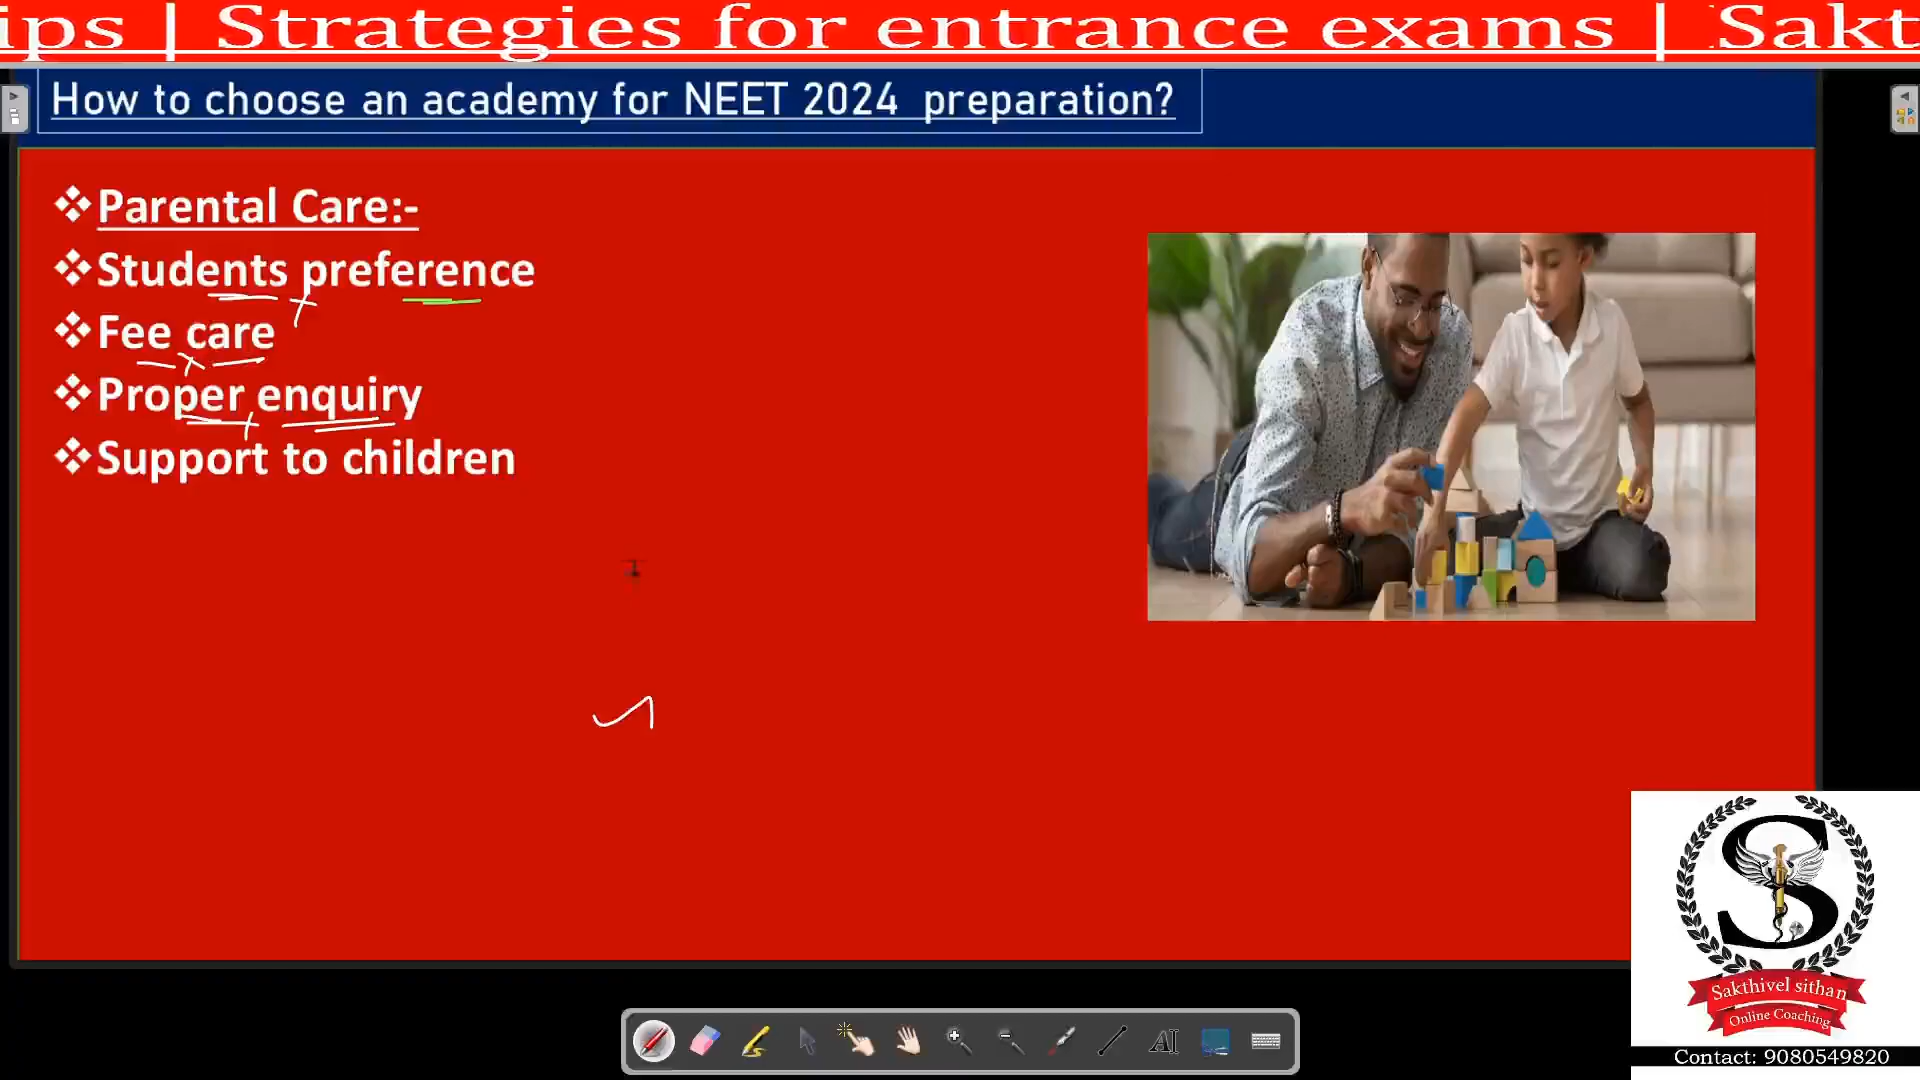 ips | Strategies for entrance exams | Sakt
How to choose an academy for NEET 2024 preparation?
❖Parental Care:-
❖Students preference
❖Fee care
❖Proper enquiry
❖Support to children
S
Sakthivel sithan
Online Coaching
Contact: 9080549820
AI